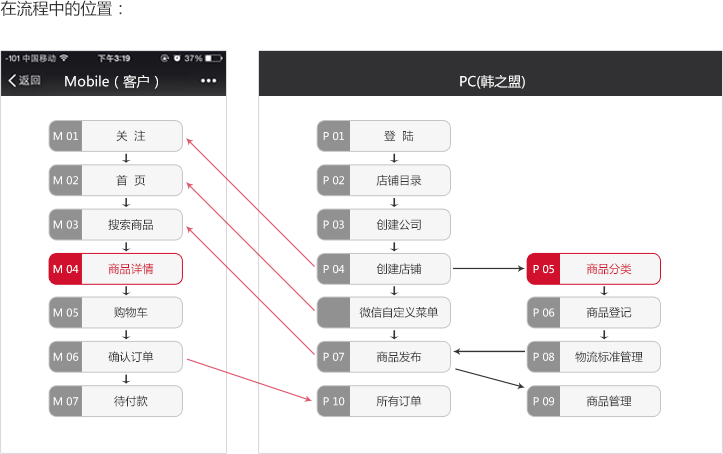 在流程中的位置：
-101 中国移动 下午3:19 37%
返回 Mobile（客户） •••
M 01 关 注
M 02 首 页
M 03 搜索商品
M 04 商品详情
M 05 购物车
M 06 确认订单
M 07 待付款
PC(韩之盟)
P 01 登 陆
P 02 店铺目录
P 03 创建公司
P 04 创建店铺
微信自定义菜单
P 07 商品发布
P 10 所有订单
P 05 商品分类
P 06 商品登记
P 08 物流标准管理
P 09 商品管理